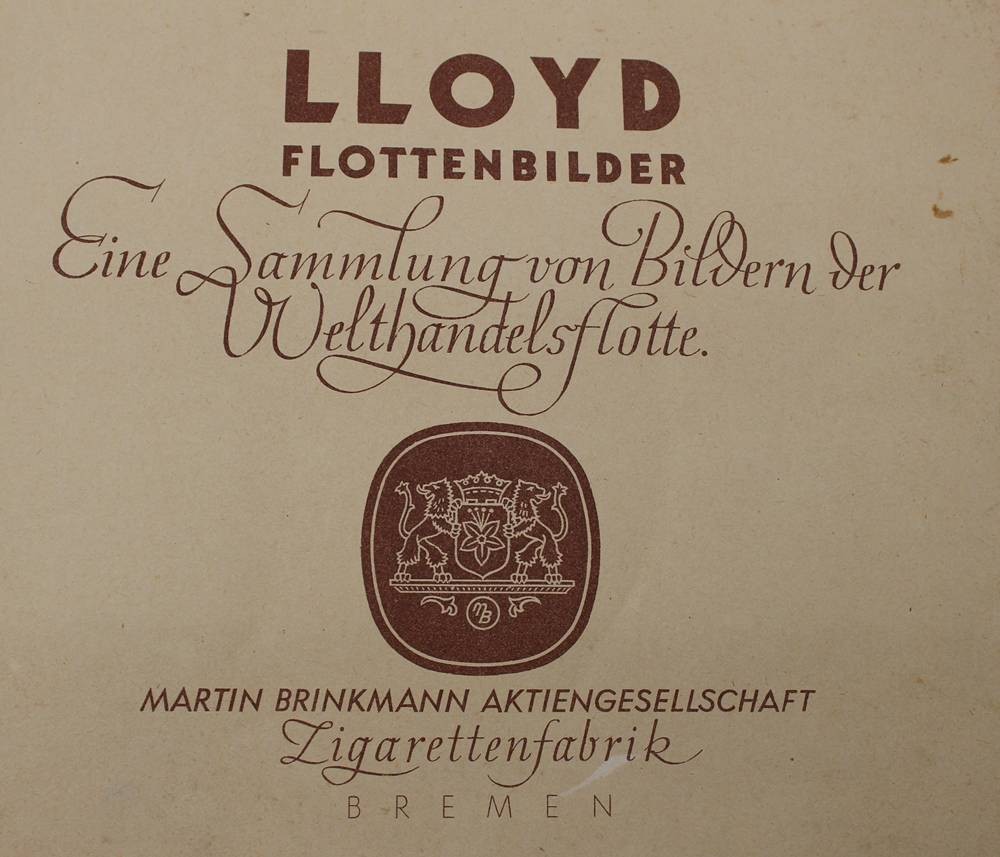 LLOYD
FLOTTENBILDER
Eine Sammlung von Bildern der
Welthandelsflotte.
MB
MARTIN BRINKMANN AKTIENGESELLSCHAFT
Zigarettenfabrik
BREMEN